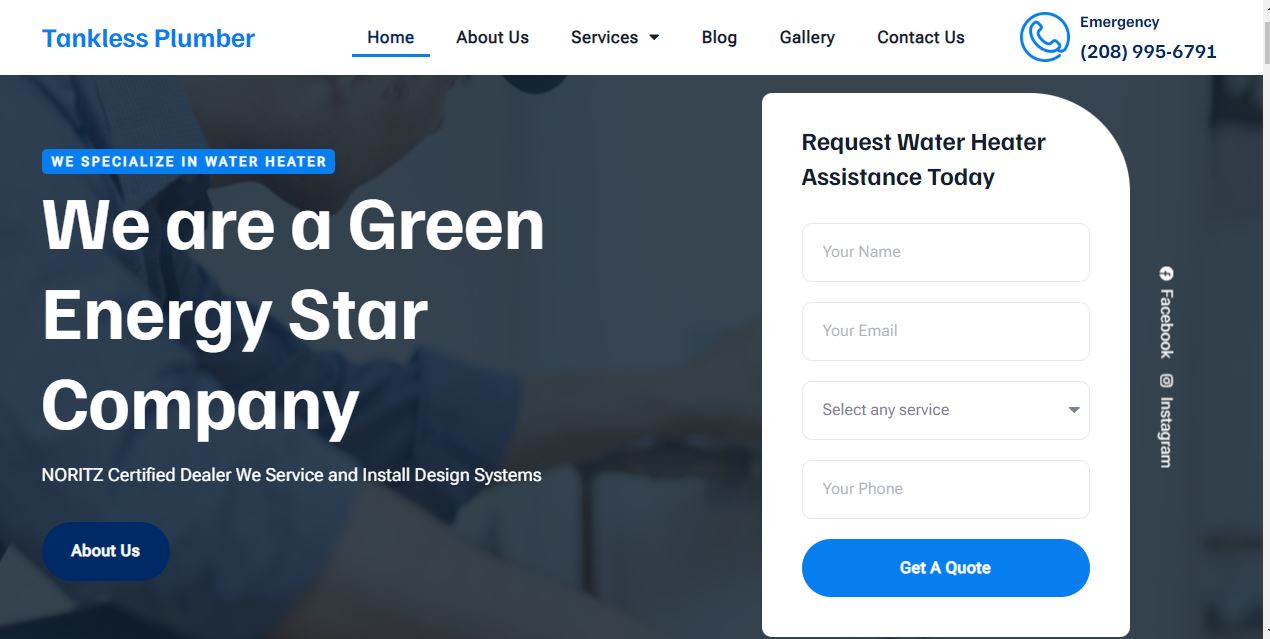 Tankless Plumber
Home
About Us
Services
Blog
Gallery
Contact Us
Emergency
(208) 995-6791
WE SPECIALIZE IN WATER HEATER
We are a Green
Energy Star
Company
NORITZ Certified Dealer We Service and Install Design Systems
About Us
Request Water Heater
Assistance Today
Your Name
Your Email
Select any service
Your Phone
Get A Quote
Facebook
Instagram